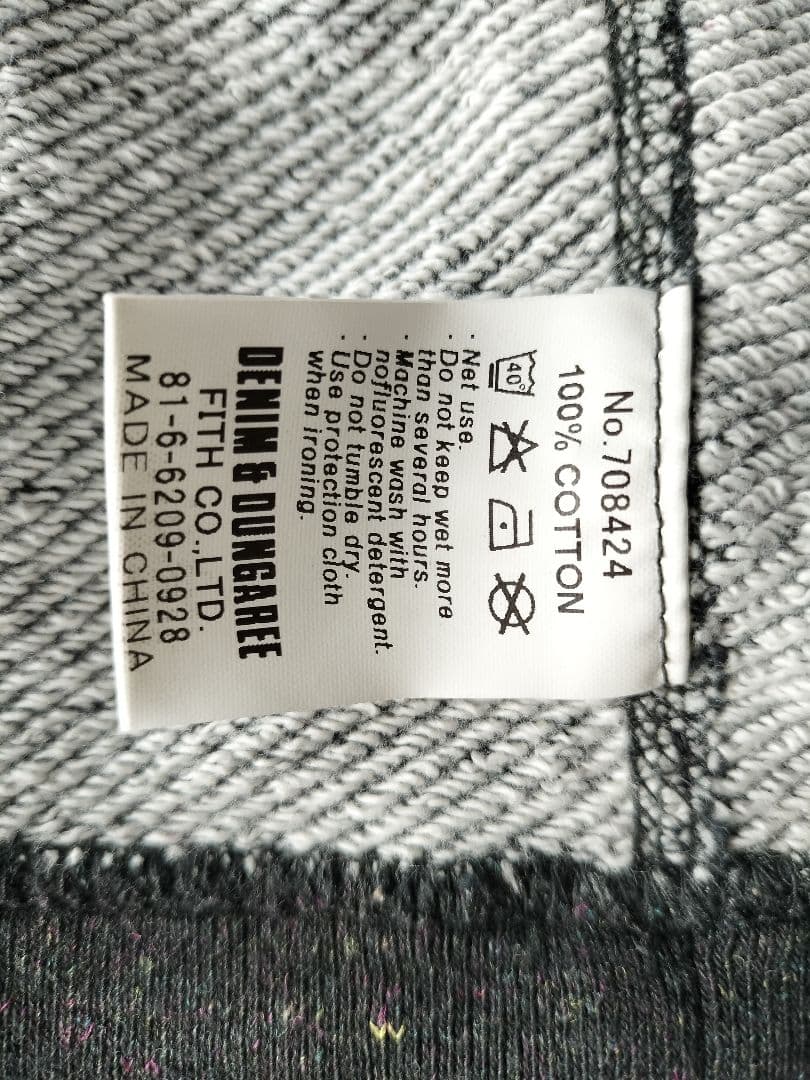 No.708424
100% COTTON
40°
· Net use.
· Do not keep wet more
than several hours.
· Machine wash with
nofluorescent detergent.
· Do not tumble dry.
· Use protection cloth
when ironing.
DENIM & DUNGAREE
FITH CO.,LTD.
81-6-6209-0928
MADE IN CHINA